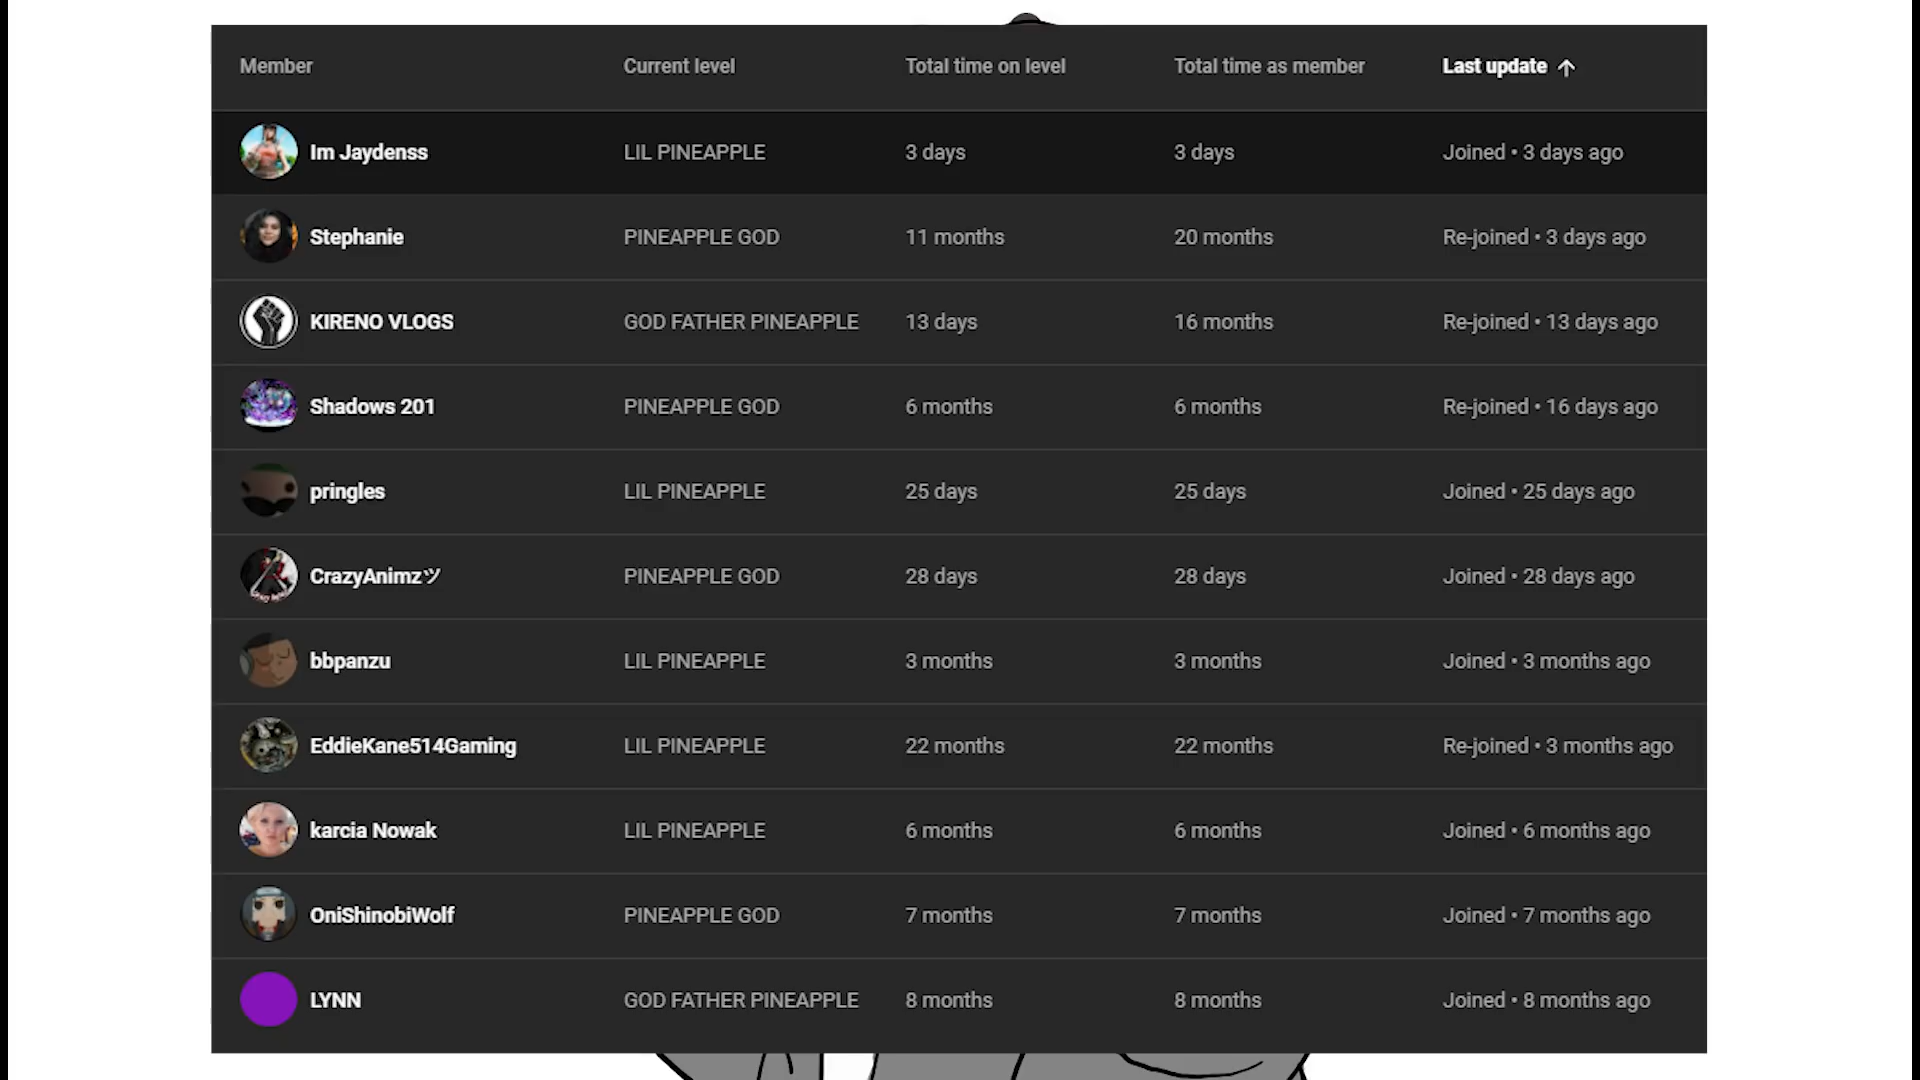 Member Current level Total time on level Total time as member Last update ↑
Im Jaydenss LIL PINEAPPLE 3 days 3 days Joined • 3 days ago
Stephanie PINEAPPLE GOD 11 months 20 months Re-joined • 3 days ago
KIRENO VLOGS GOD FATHER PINEAPPLE 13 days 16 months Re-joined • 13 days ago
Shadows 201 PINEAPPLE GOD 6 months 6 months Re-joined • 16 days ago
pringles LIL PINEAPPLE 25 days 25 days Joined • 25 days ago
CrazyAnimzツ PINEAPPLE GOD 28 days 28 days Joined • 28 days ago
bbpanzu LIL PINEAPPLE 3 months 3 months Joined • 3 months ago
EddieKane514Gaming LIL PINEAPPLE 22 months 22 months Re-joined • 3 months ago
karcia Nowak LIL PINEAPPLE 6 months 6 months Joined • 6 months ago
OniShinobiWolf PINEAPPLE GOD 7 months 7 months Joined • 7 months ago
LYNN GOD FATHER PINEAPPLE 8 months 8 months Joined • 8 months ago